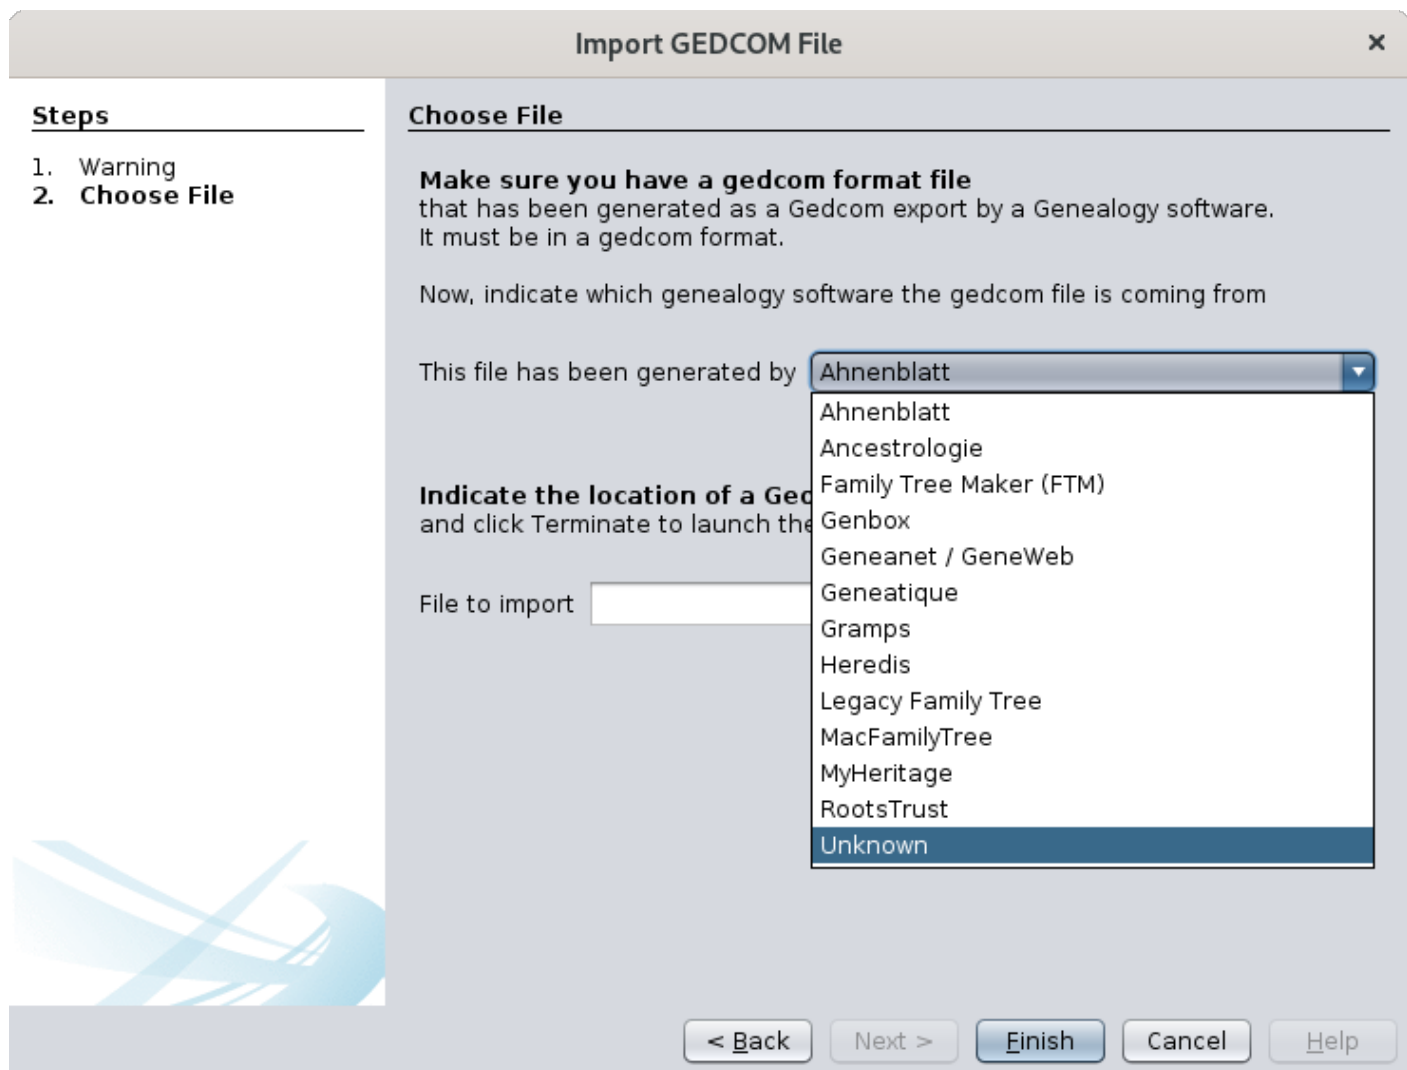 Import GEDCOM File
Steps
1. Warning
2. Choose File
Choose File
Make sure you have a gedcom format file
that has been generated as a Gedcom export by a Genealogy software.
It must be in a gedcom format.
Now, indicate which genealogy software the gedcom file is coming from
This file has been generated by Ahnenblatt
Ahnenblatt
Ancestrologie
Family Tree Maker (FTM)
Genbox
Geneanet / GeneWeb
Geneatique
Gramps
Heredis
Legacy Family Tree
MacFamilyTree
MyHeritage
RootsTrust
Unknown
Indicate the location of a
and click Terminate to launch
File to import
< Back Next > Finish Cancel Help